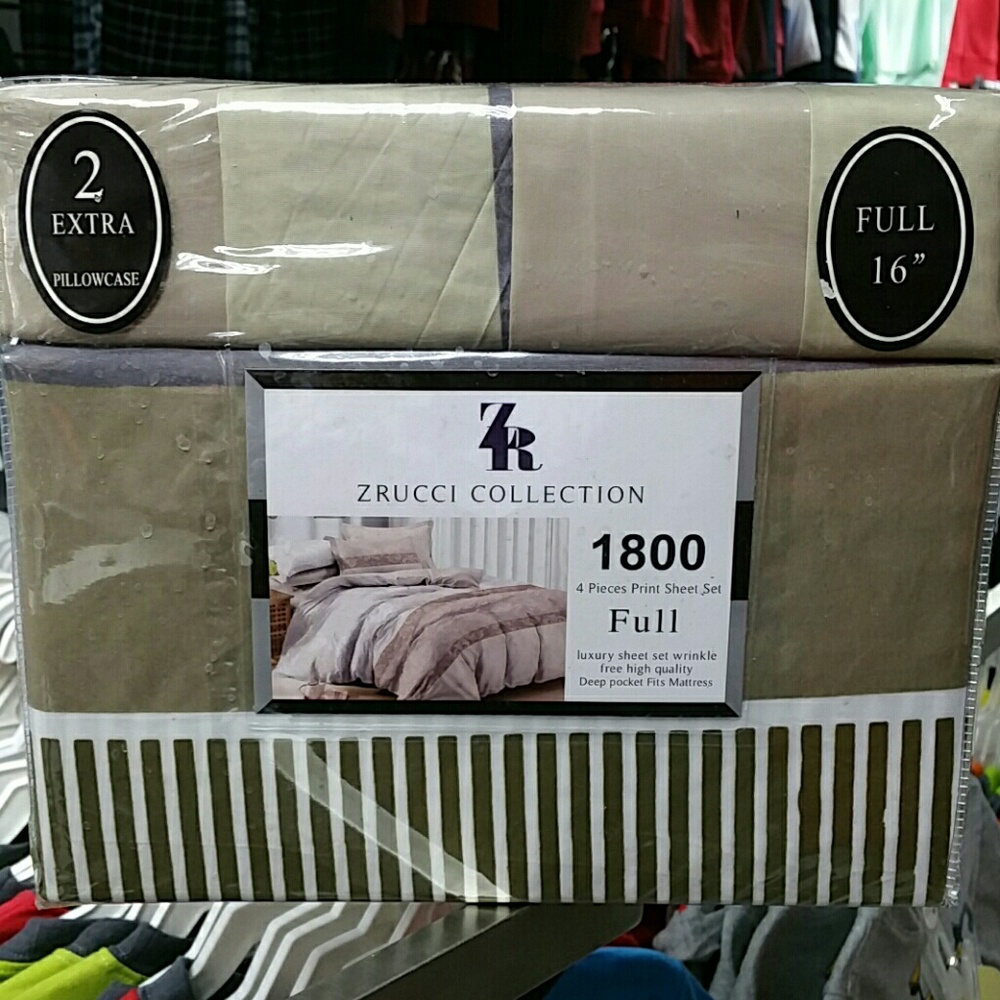 2
EXTRA
PILLOWCASE
FULL
16”
ZR
ZRUCCI COLLECTION
1800
4 Pieces Print Sheet Set
Full
luxury sheet set wrinkle
free high quality
Deep pocket Fits Mattress